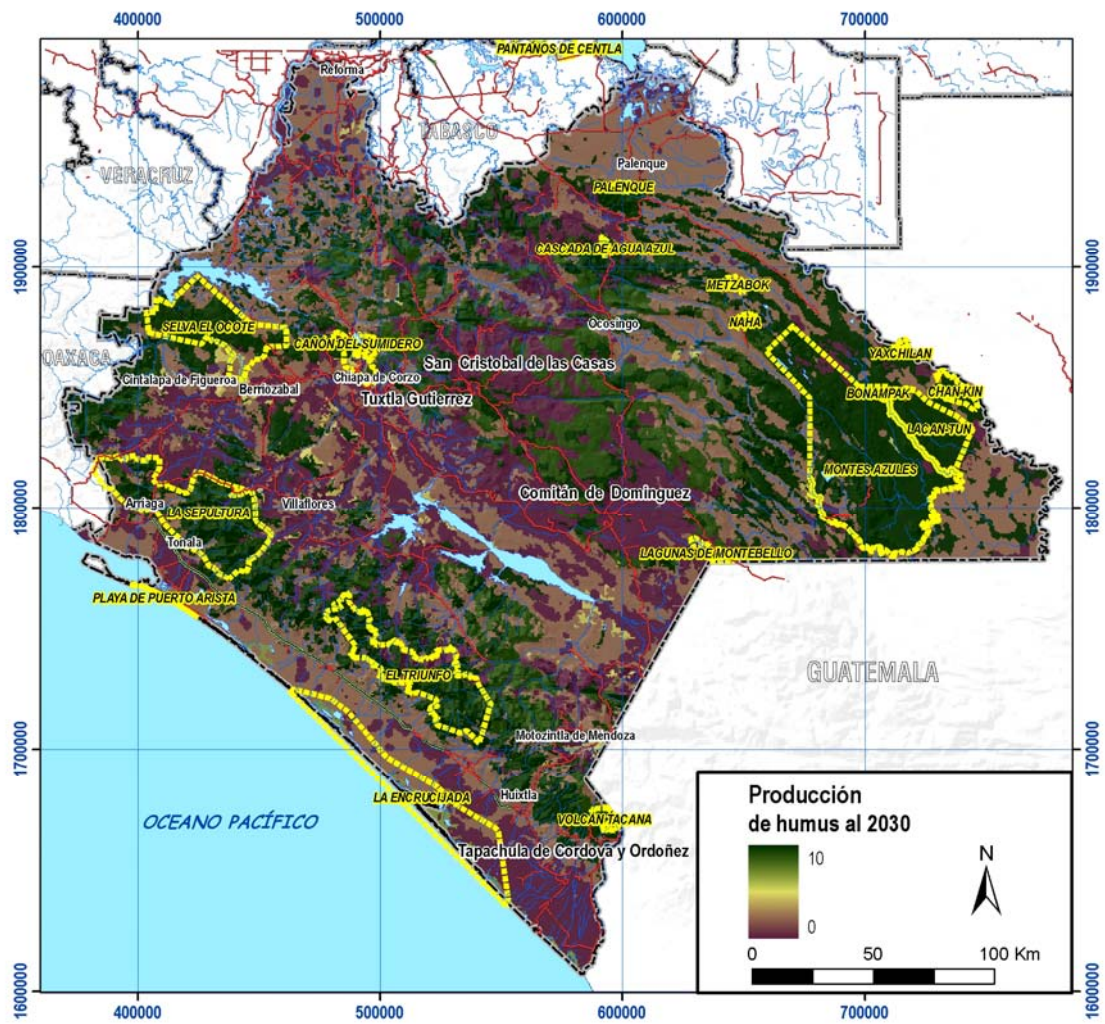 400000
500000
600000
700000
PANTANOS DE CENTLA
Reforma
TABASCO
VERACRUZ
Palenque
PALENQUE
CASCADA DE AGUA AZUL
1900000
1900000
METZABOK
NAHA
Ocosingo
SELVA EL OCOTE
CAÑON DEL SUMIDERO
YAXCHILAN
OAXACA
San Cristobal de las Casas
Cintalapa de Figueroa
Chiapa de Corzo
Berriozabal
BONAMPAK
CHAN-KIN
Tuxtla Gutierrez
LACAN-TUN
MONTES AZULES
Comitán de Dominguez
Arriaga
Villaflores
LA SEPULTURA
1800000
1800000
Tonala
LAGUNAS DE MONTEBELLO
PLAYA DE PUERTO ARISTA
EL TRIUNFO
GUATEMALA
Motozintla de Mendoza
1700000
1700000
LA ENCRUCIJADA
Huixtla
OCEANO PACÍFICO
VOLCAN TACANA
Tapachula de Cordova y Ordoñez
Producción
de humus al 2030
10
0
N
0
50
100 Km
1600000
1600000
400000
500000
600000
700000